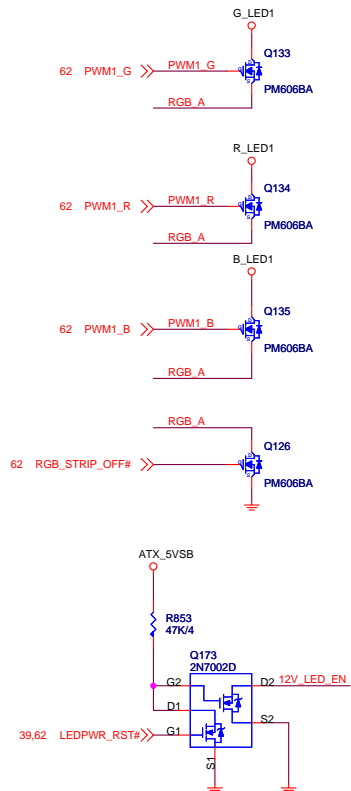 G_LED1
Q133
62 PWM1_G PWM1_G
PM606BA
RGB_A
R_LED1
Q134
62 PWM1_R PWM1_R
PM606BA
RGB_A
B_LED1
Q135
62 PWM1_B PWM1_B
PM606BA
RGB_A
RGB_A
Q126
62 RGB_STRIP_OFF#
PM606BA
ATX_5VSB
R853
47K/4
Q173
2N7002D
G2 D2 12V_LED_EN
D1 S2
39,62 LEDPWR_RST# G1
S1